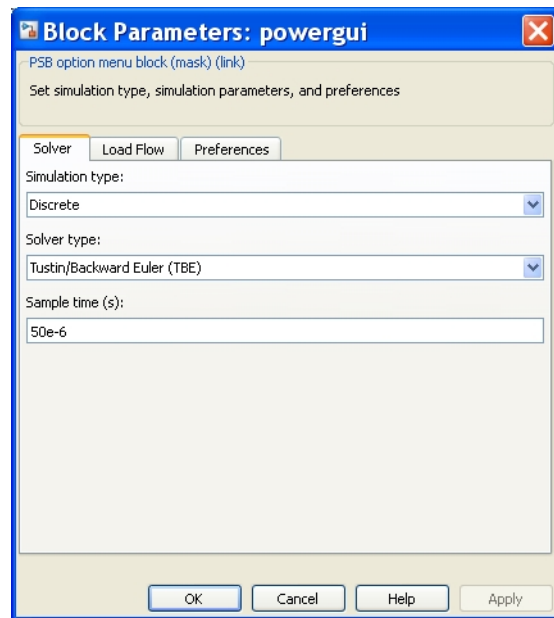 Block Parameters: powergui
PSB option menu block (mask) (link)
Set simulation type, simulation parameters, and preferences
Solver Load Flow Preferences
Simulation type:
Discrete
Solver type:
Tustin/Backward Euler (TBE)
Sample time (s):
50e-6
OK Cancel Help Apply